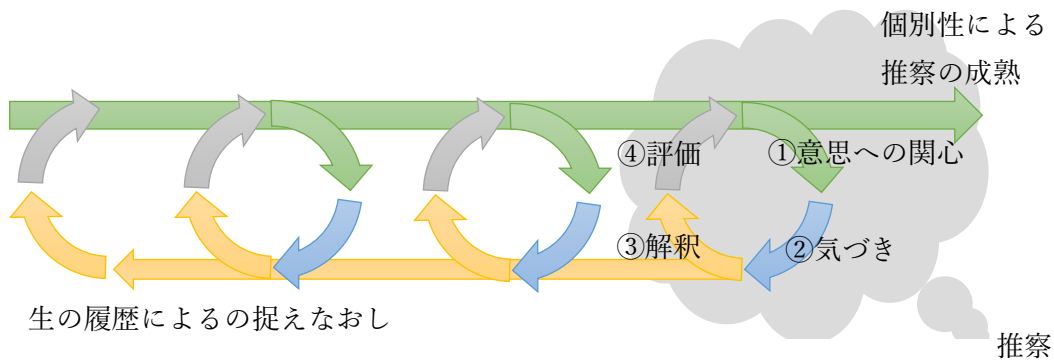 個別性による
推察の成熟
④評価
①意思への関心
③解釈
②気づき
生の履歴によるの捉えなおし
推察